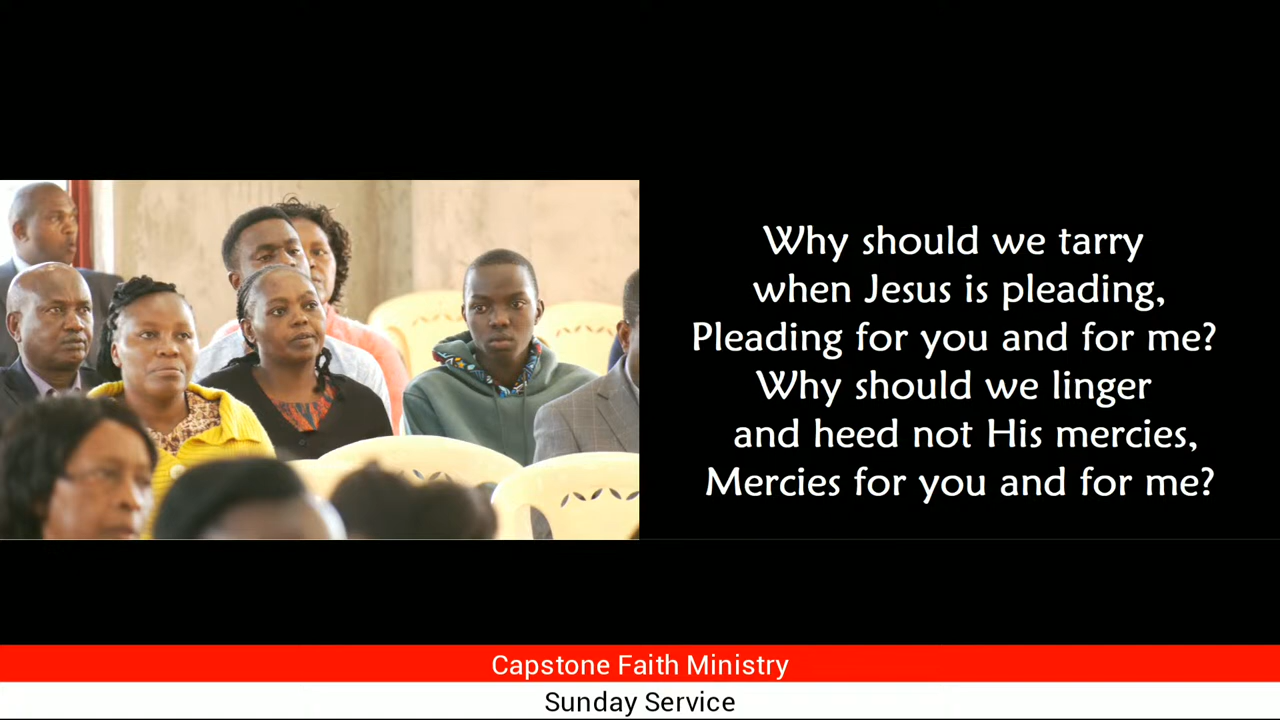 Why should we tarry
when Jesus is pleading,
Pleading for you and for me?
Why should we linger
and heed not His mercies,
Mercies for you and for me?
Capstone Faith Ministry
Sunday Service